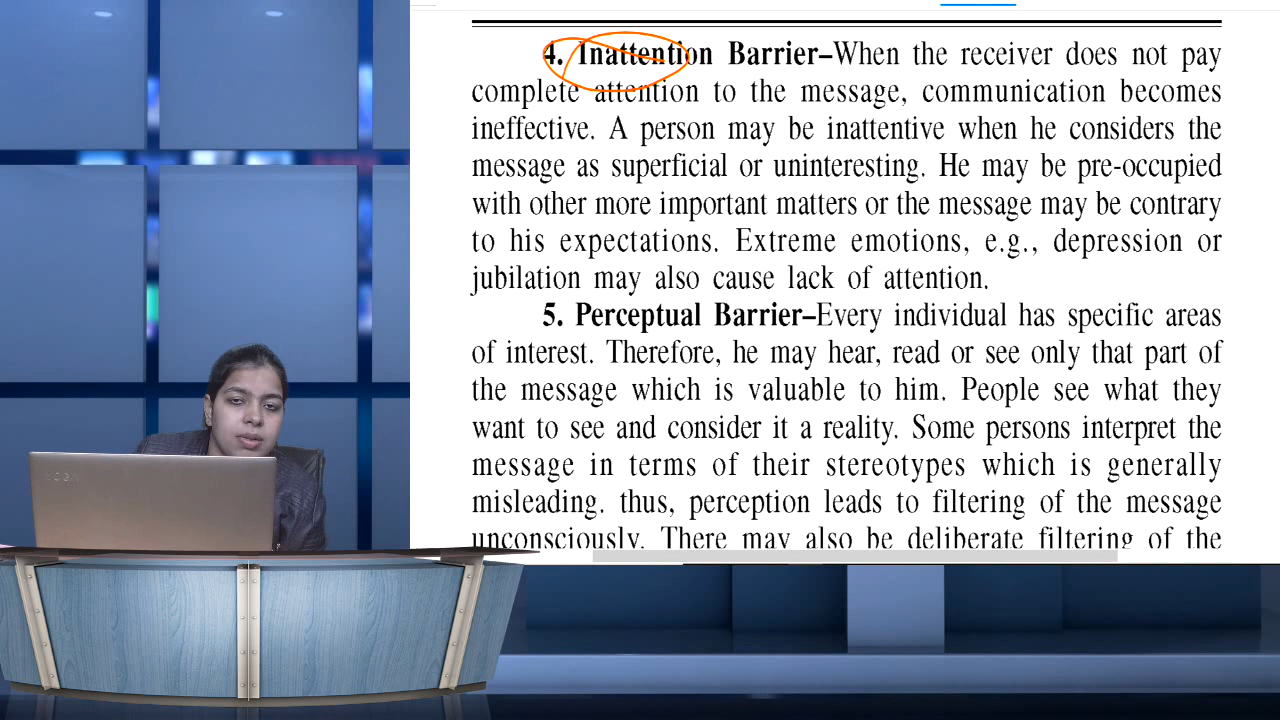 4. Inattention Barrier–When the receiver does not pay
complete attention to the message, communication becomes
ineffective. A person may be inattentive when he considers the
message as superficial or uninteresting. He may be pre-occupied
with other more important matters or the message may be contrary
to his expectations. Extreme emotions, e.g., depression or
jubilation may also cause lack of attention.
5. Perceptual Barrier–Every individual has specific areas
of interest. Therefore, he may hear, read or see only that part of
the message which is valuable to him. People see what they
want to see and consider it a reality. Some persons interpret the
message in terms of their stereotypes which is generally
misleading. thus, perception leads to filtering of the message
unconsciously. There may also be deliberate filtering of the